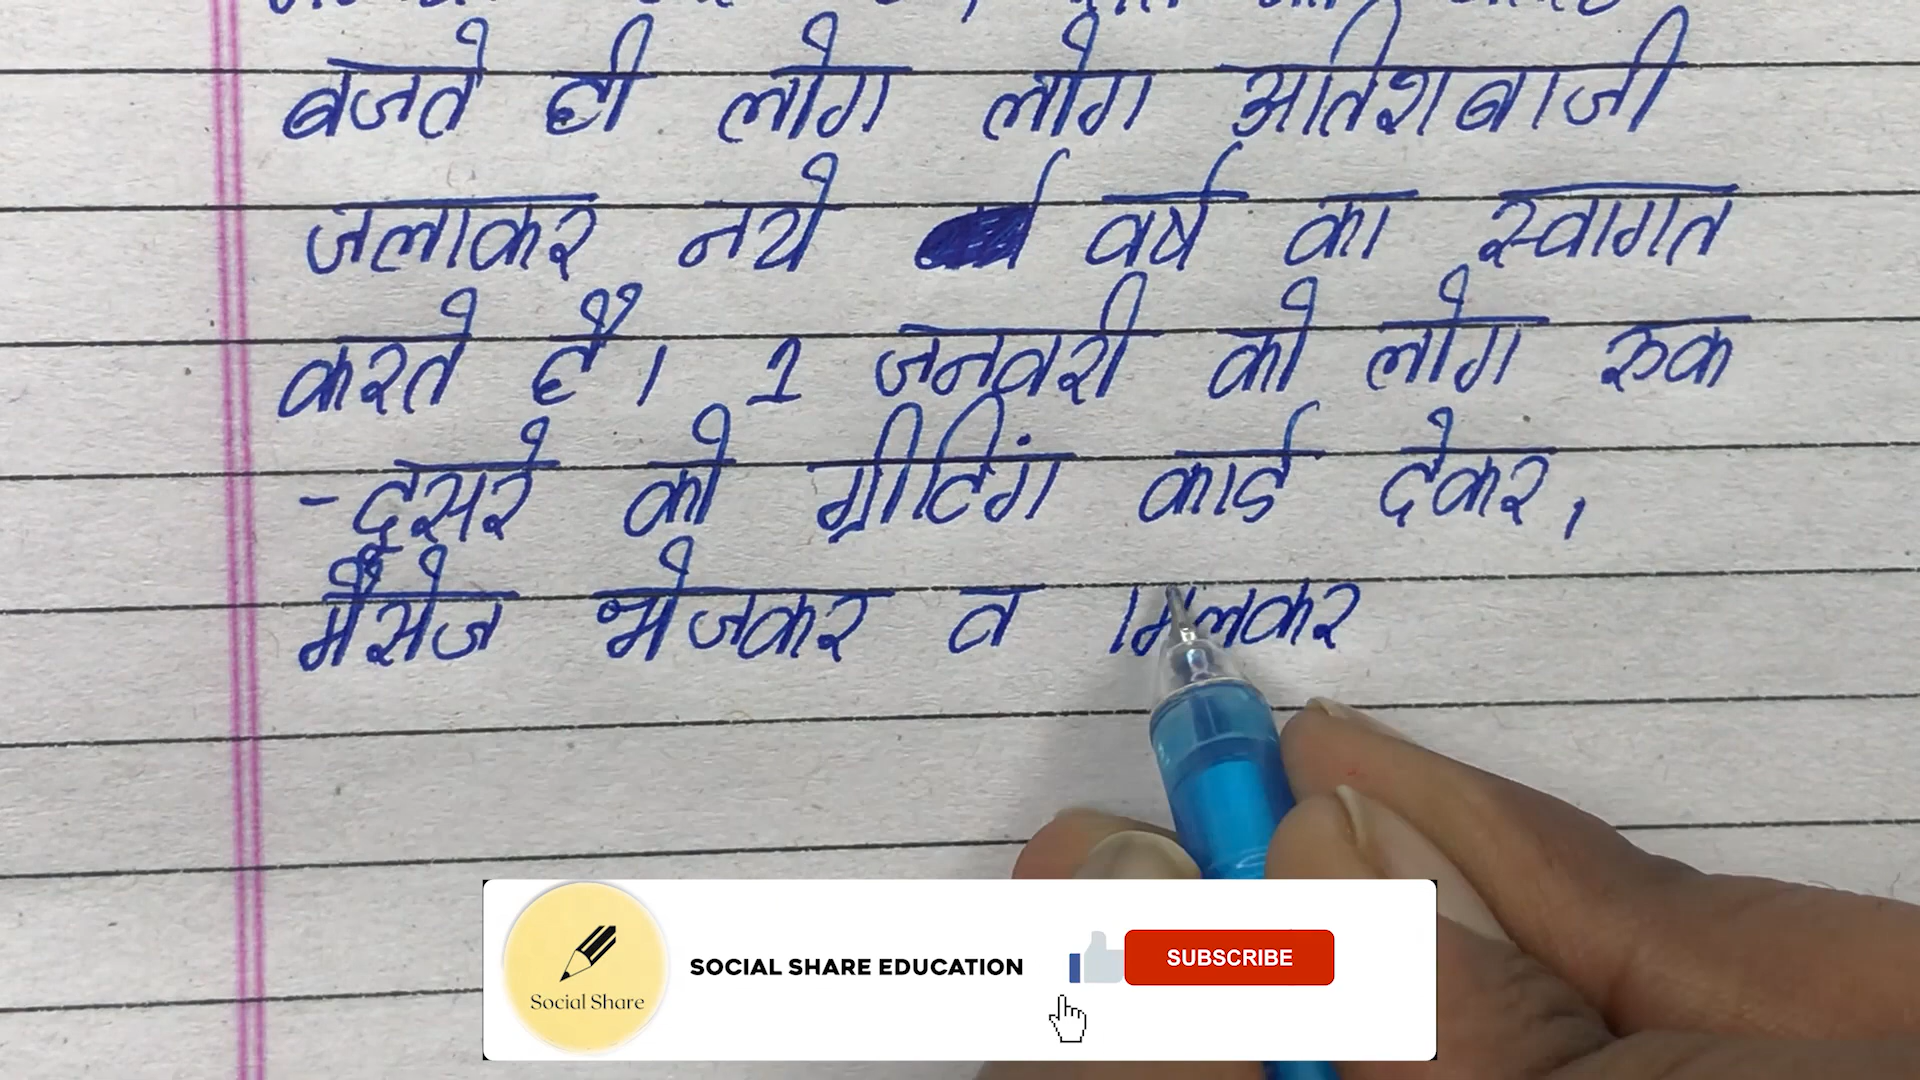 बजते ही लोग लोग आतिशबाजी
जलाकर नये वर्ष का स्वागत
करते है। 1 जनवरी को लोग एक
-दूसरे को ग्रीटिंग कार्ड देकर,
मैसेज भेजकर व मिलकर
Social Share
SOCIAL SHARE EDUCATION
SUBSCRIBE